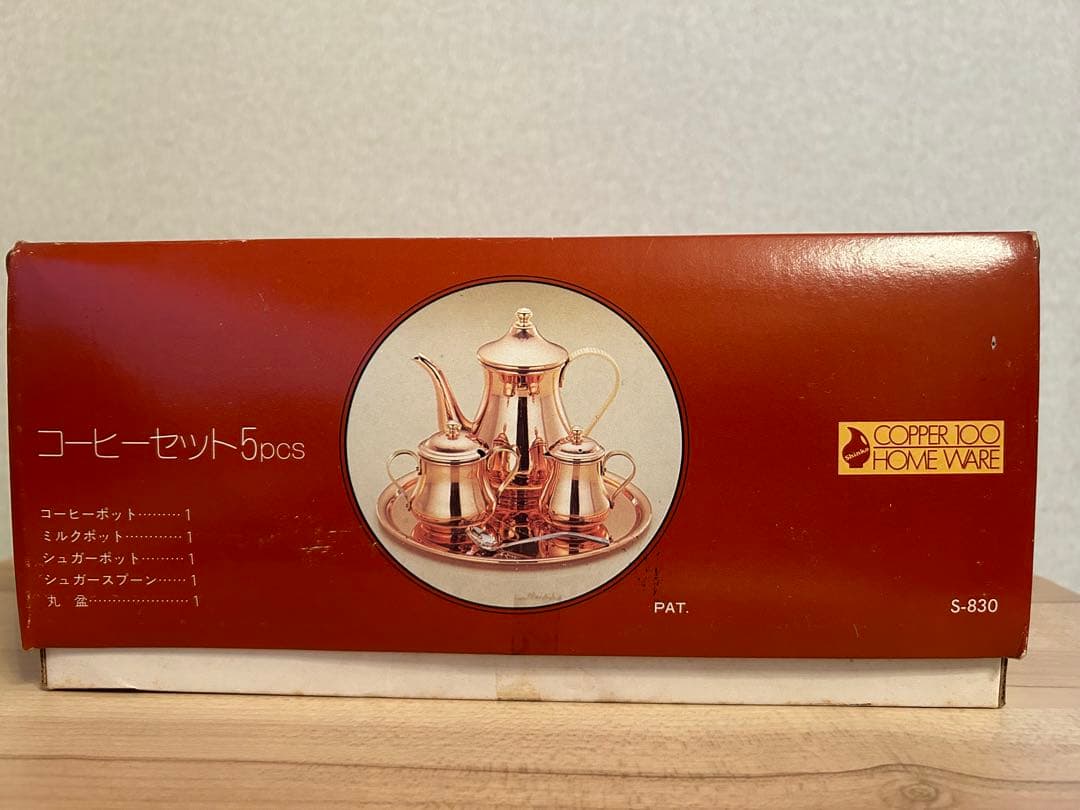 コーヒーセット5pcs
コーヒーポット………1
ミルクポット…………1
シュガーポット………1
シュガースプーン……1
丸 盆…………………1
PAT.
Shinko
COPPER 100
HOME WARE
S-830